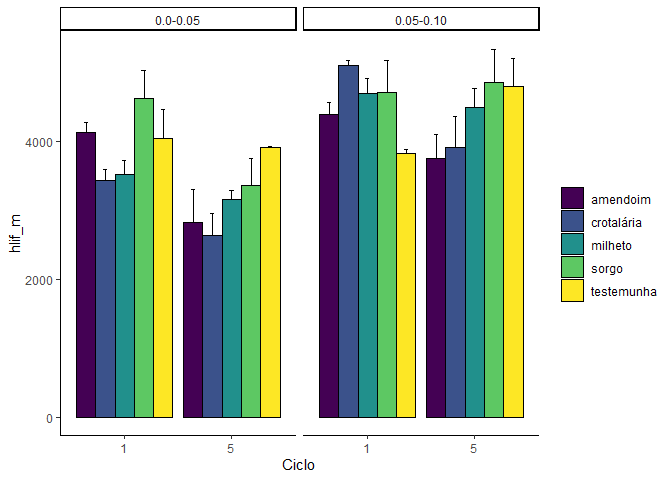 0.0-0.05 0.05-0.10
hlif_m
4000
2000
0
1 5 1 5
Ciclo
amendoim
crotalária
milheto
sorgo
testemunha